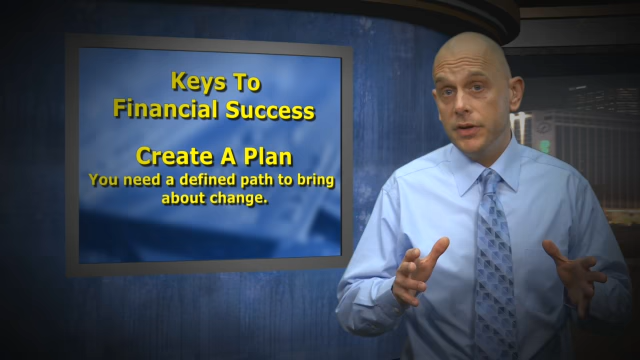 Keys To
Financial Success
Create A Plan
You need a defined path to bring
about change.